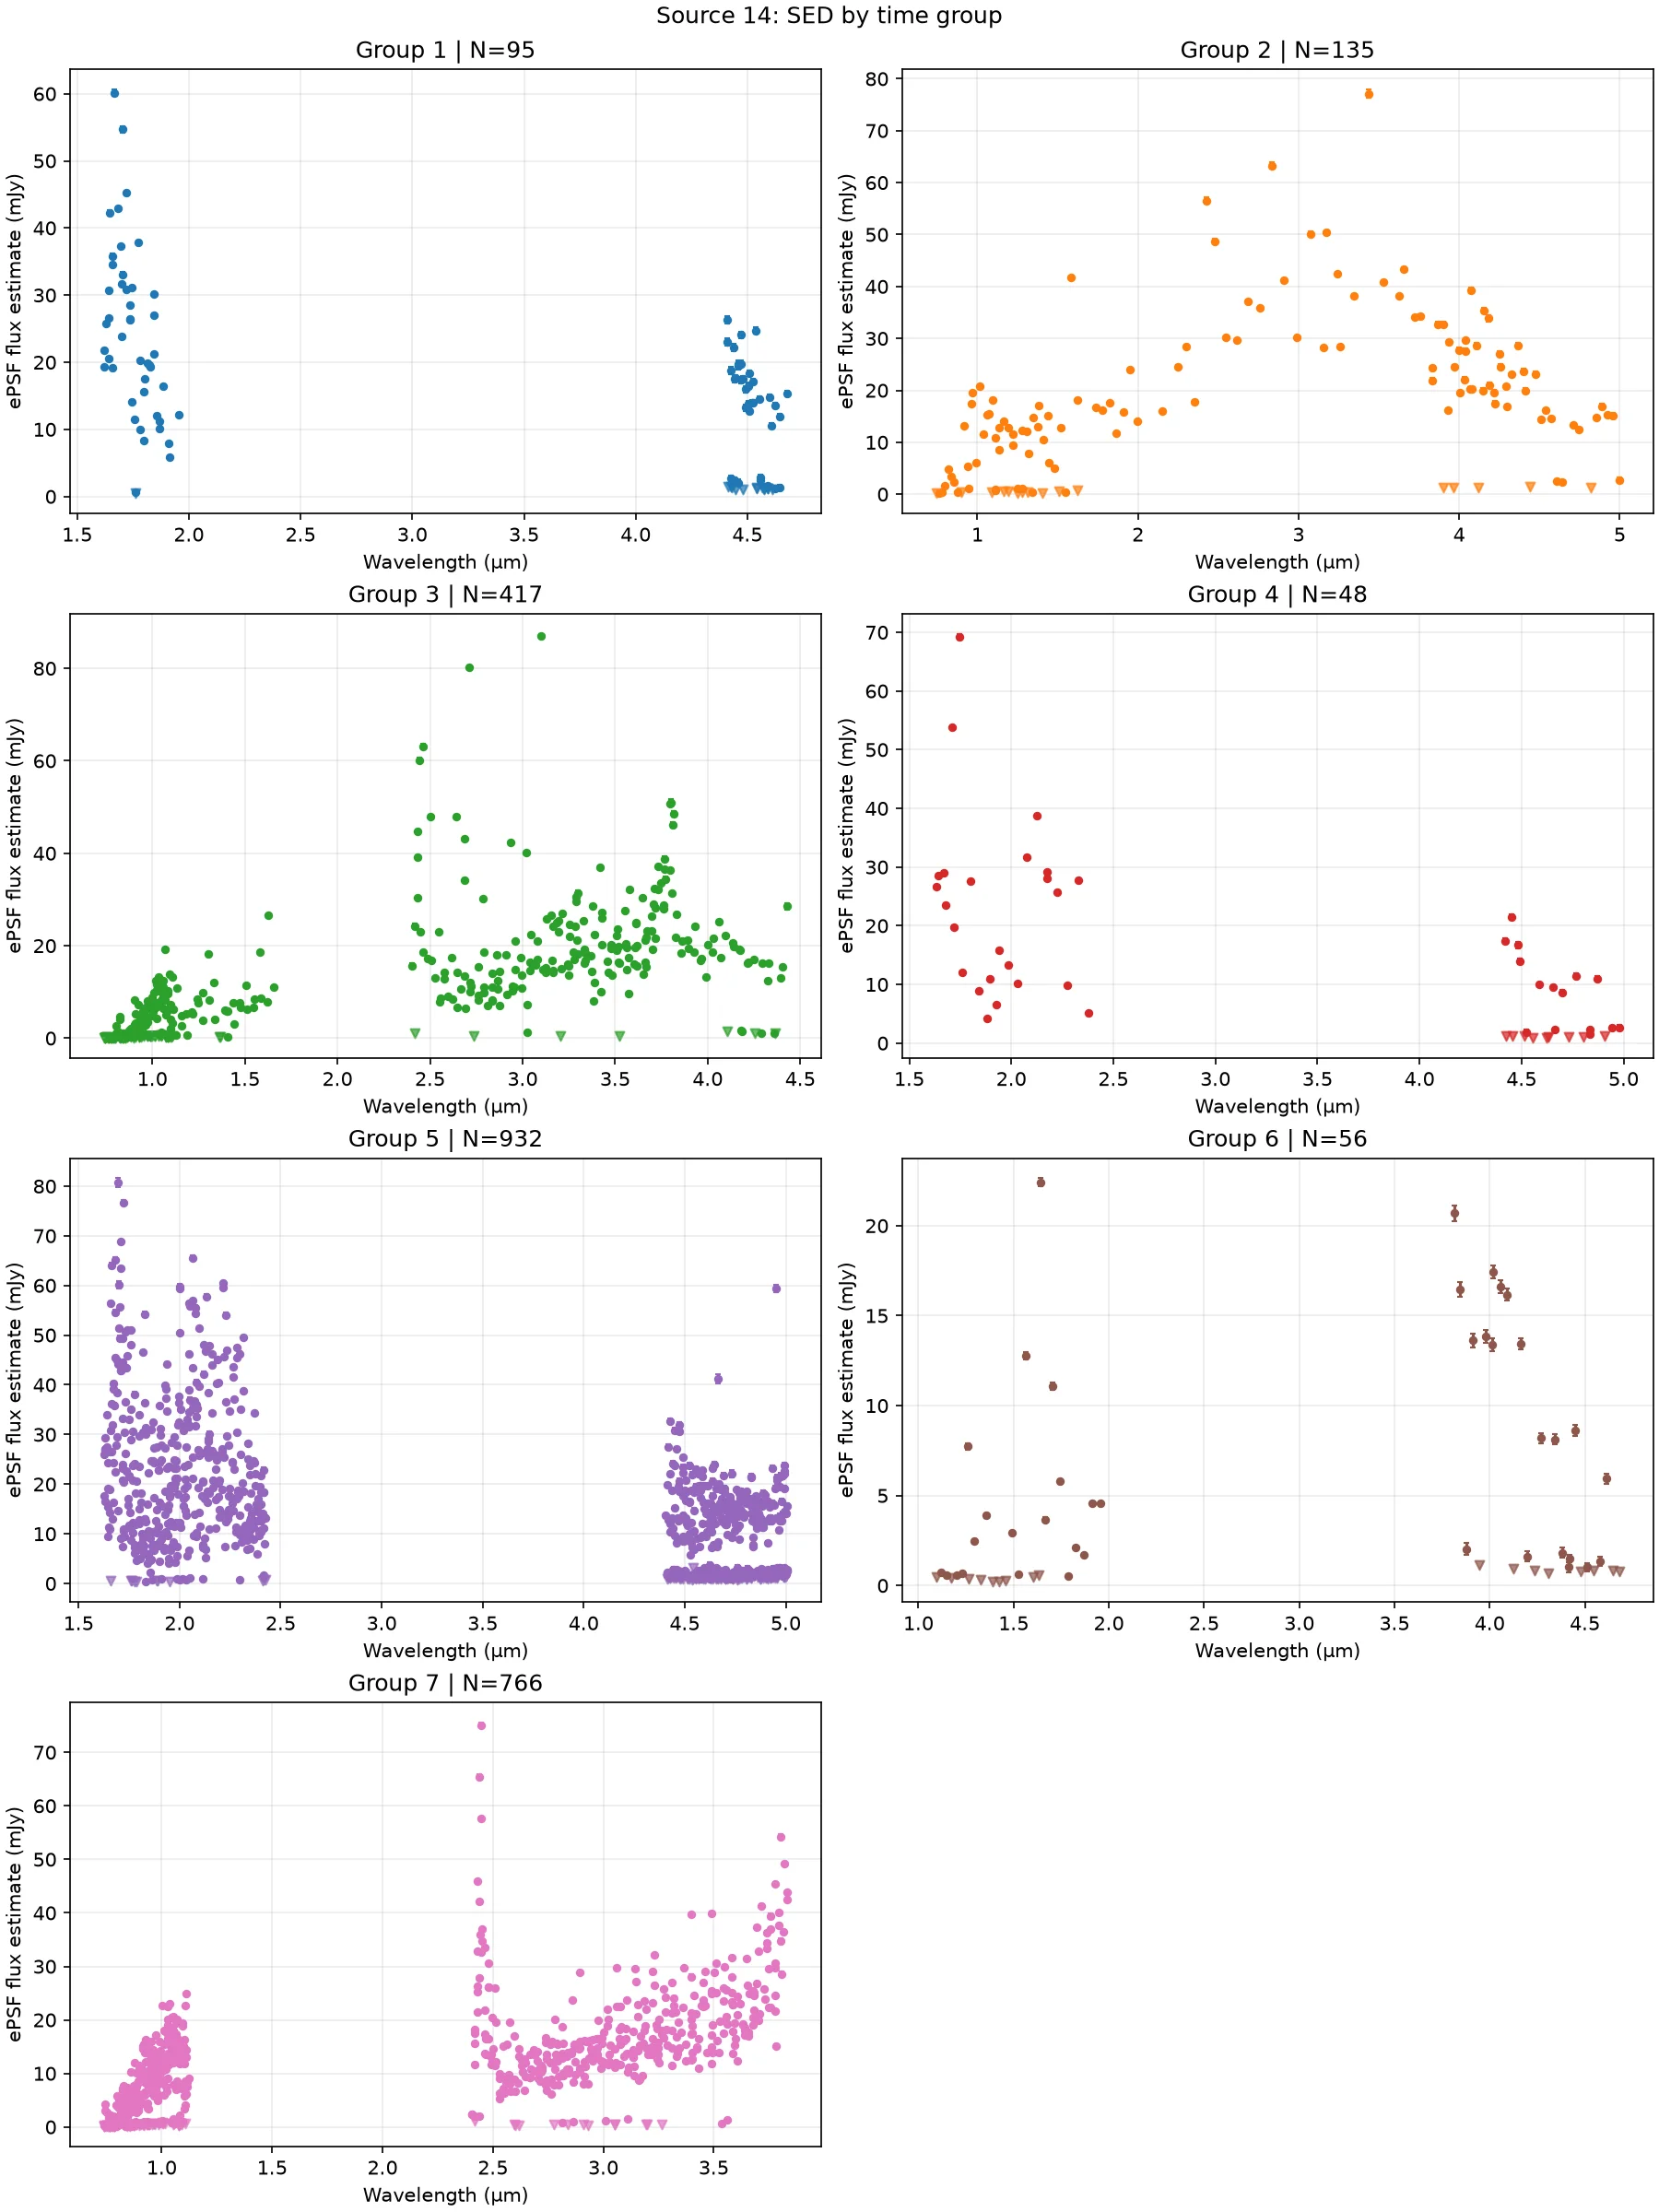 Source 14: SED by time group
Group 1 | N=95
ePSF flux estimate (mJy)
60
50
40
30
20
10
0
1.5 2.0 2.5 3.0 3.5 4.0 4.5
Wavelength (μm)
Group 2 | N=135
ePSF flux estimate (mJy)
80
70
60
50
40
30
20
10
0
1 2 3 4 5
Wavelength (μm)
Group 3 | N=417
ePSF flux estimate (mJy)
80
60
40
20
0
1.0 1.5 2.0 2.5 3.0 3.5 4.0 4.5
Wavelength (μm)
Group 4 | N=48
ePSF flux estimate (mJy)
70
60
50
40
30
20
10
0
1.5 2.0 2.5 3.0 3.5 4.0 4.5 5.0
Wavelength (μm)
Group 5 | N=932
ePSF flux estimate (mJy)
80
70
60
50
40
30
20
10
0
1.5 2.0 2.5 3.0 3.5 4.0 4.5 5.0
Wavelength (μm)
Group 6 | N=56
ePSF flux estimate (mJy)
20
15
10
5
0
1.0 1.5 2.0 2.5 3.0 3.5 4.0 4.5
Wavelength (μm)
Group 7 | N=766
ePSF flux estimate (mJy)
70
60
50
40
30
20
10
0
1.0 1.5 2.0 2.5 3.0 3.5
Wavelength (μm)